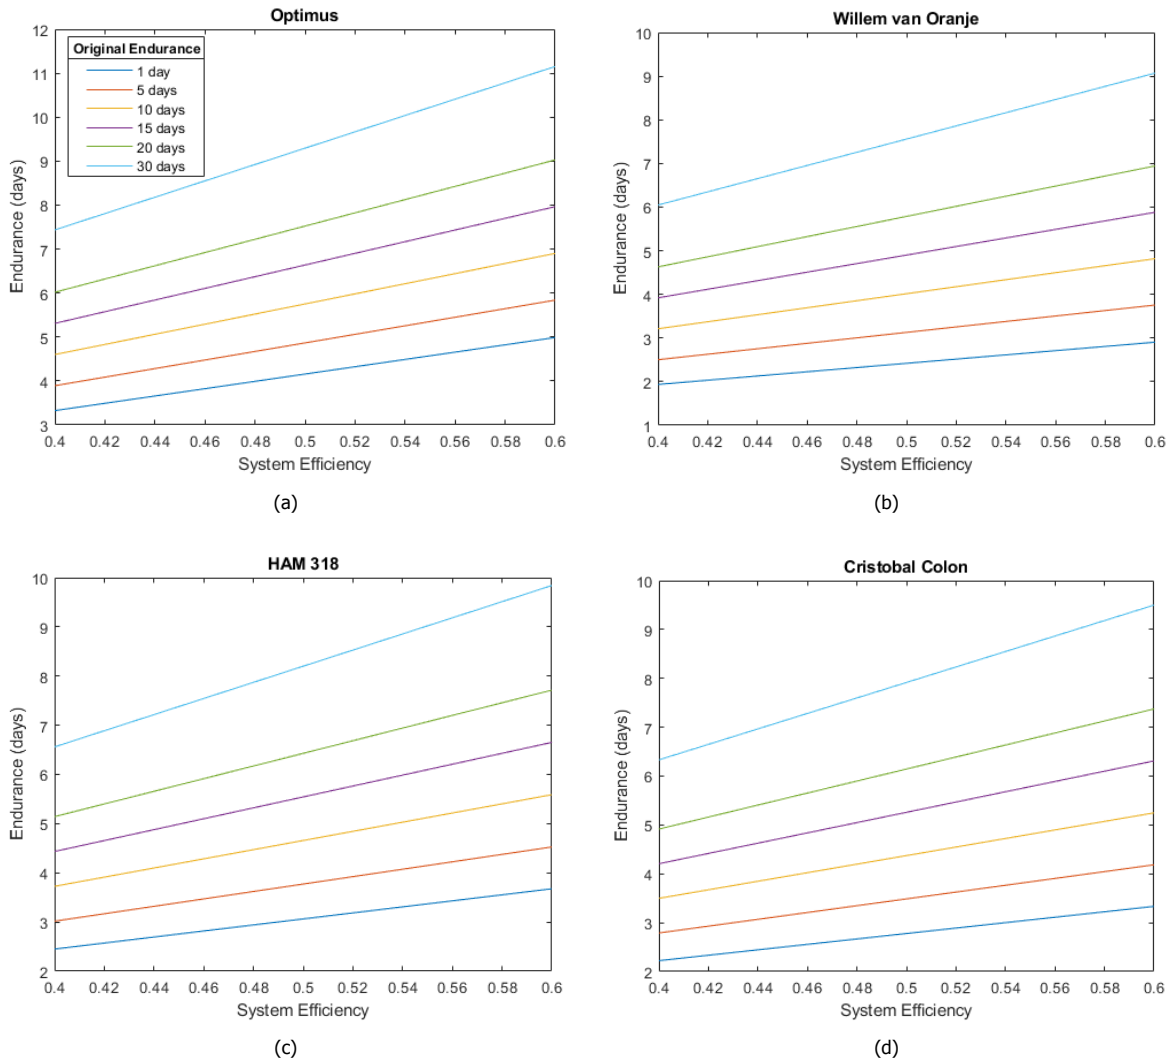 Optimus
12
11
10
9
8
7
6
5
4
3
Endurance (days)
Original Endurance
1 day
5 days
10 days
15 days
20 days
30 days
0.4 0.42 0.44 0.46 0.48 0.5 0.52 0.54 0.56 0.58 0.6
System Efficiency
(a)
Willem van Oranje
10
9
8
7
6
5
4
3
2
1
Endurance (days)
0.4 0.42 0.44 0.46 0.48 0.5 0.52 0.54 0.56 0.58 0.6
System Efficiency
(b)
HAM 318
10
9
8
7
6
5
4
3
2
Endurance (days)
0.4 0.42 0.44 0.46 0.48 0.5 0.52 0.54 0.56 0.58 0.6
System Efficiency
(c)
Cristobal Colon
10
9
8
7
6
5
4
3
2
Endurance (days)
0.4 0.42 0.44 0.46 0.48 0.5 0.52 0.54 0.56 0.58 0.6
System Efficiency
(d)